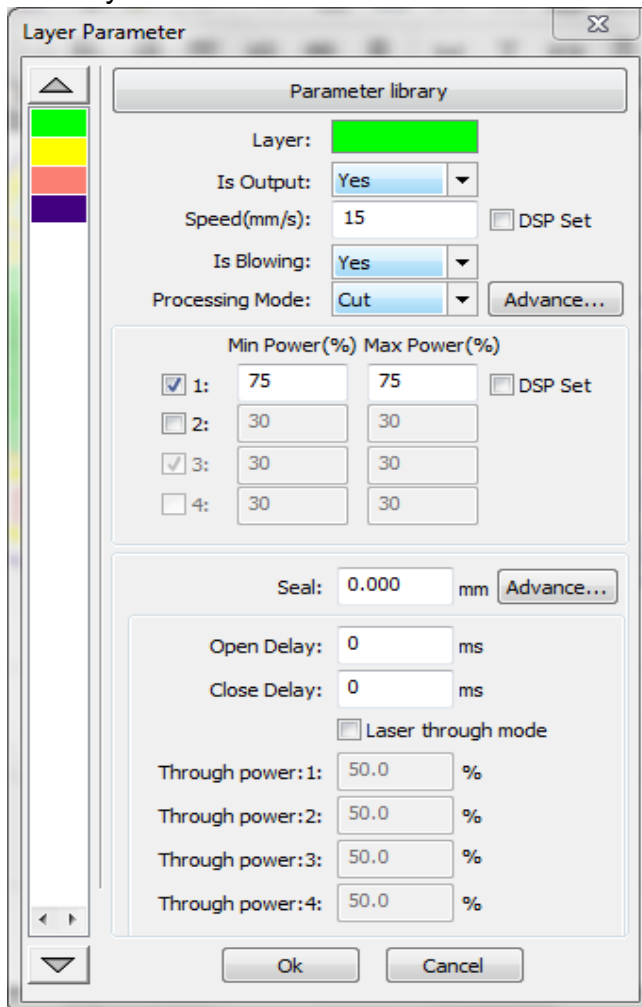 Layer Parameter
Parameter library
Layer:
Is Output: Yes
Speed(mm/s): 15 DSP Set
Is Blowing: Yes
Processing Mode: Cut Advance...
Min Power(%) Max Power(%)
1: 75 75 DSP Set
2: 30 30
3: 30 30
4: 30 30
Seal: 0.000 mm Advance...
Open Delay: 0 ms
Close Delay: 0 ms
Laser through mode
Through power:1: 50.0 %
Through power:2: 50.0 %
Through power:3: 50.0 %
Through power:4: 50.0 %
Ok Cancel